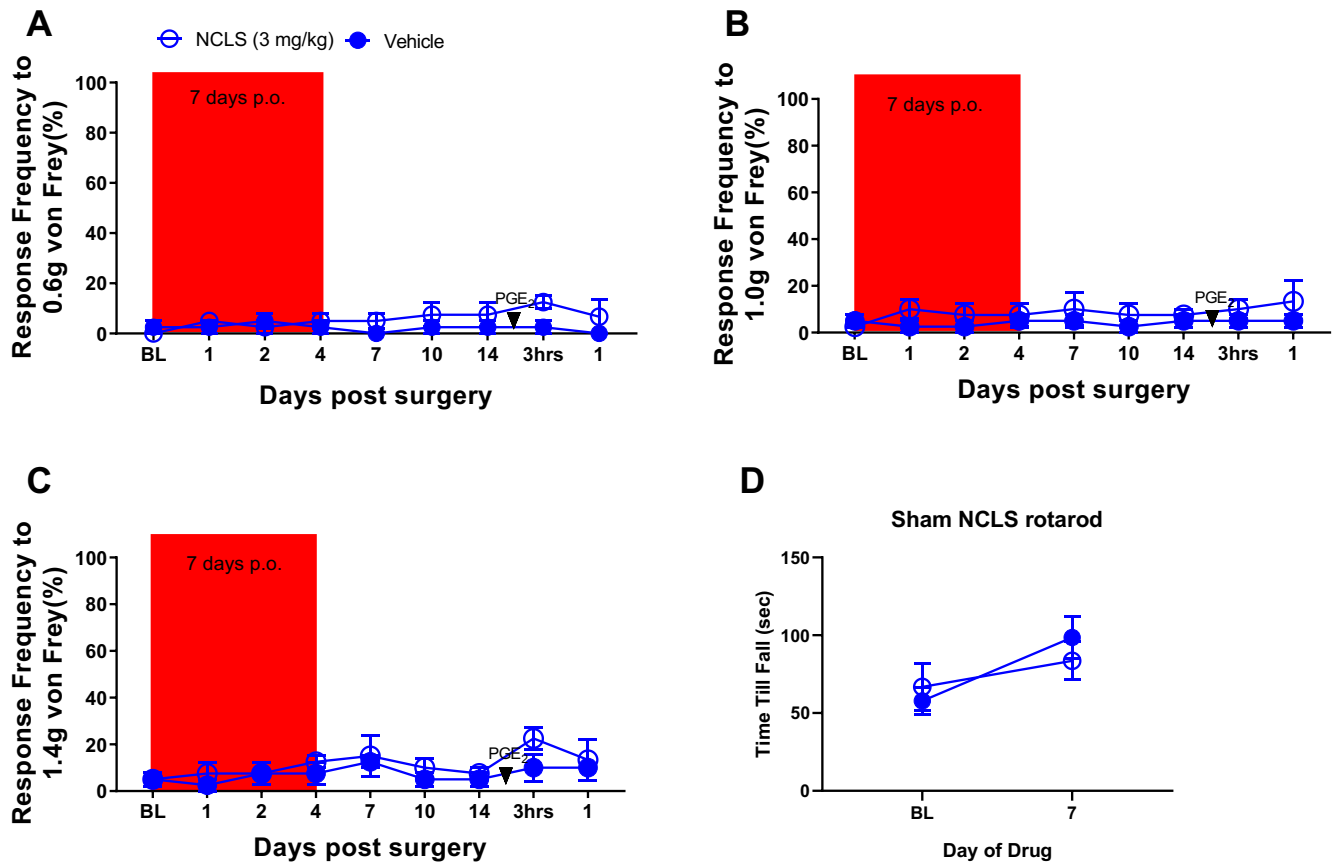 A
NCLS (3 mg/kg) Vehicle
Response Frequency to
0.6g von Frey(%)
100
80
60
40
20
0
7 days p.o.
PGE2
BL 1 2 4 7 10 14 3hrs 1
Days post surgery
B
Response Frequency to
1.0g von Frey(%)
100
80
60
40
20
0
7 days p.o.
PGE2
BL 1 2 4 7 10 14 3hrs 1
Days post surgery
C
Response Frequency to
1.4g von Frey(%)
100
80
60
40
20
0
7 days p.o.
PGE2
BL 1 2 4 7 10 14 3hrs 1
Days post surgery
D
Sham NCLS rotarod
Time Till Fall (sec)
150
100
50
0
BL 7
Day of Drug